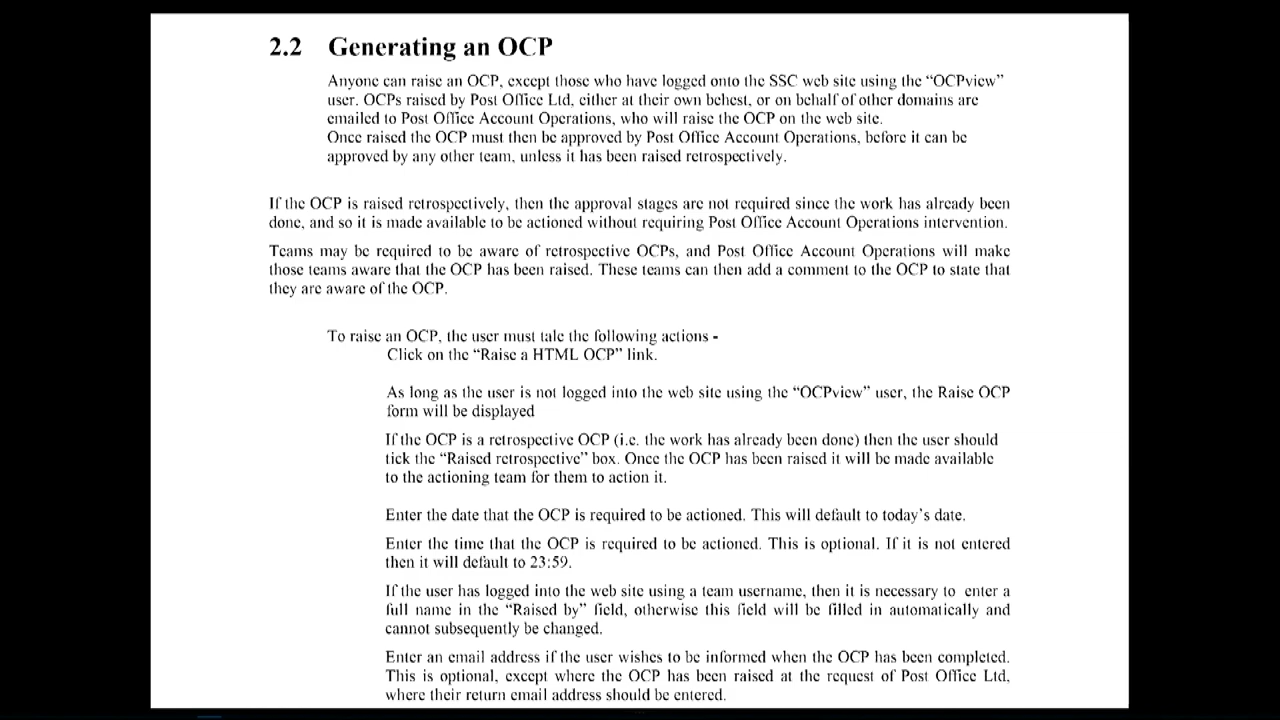 2.2 Generating an OCP
Anyone can raise an OCP, except those who have logged onto the SSC web site using the “OCPview”
user. OCPs raised by Post Office Ltd, either at their own behest, or on behalf of other domains are
emailed to Post Office Account Operations, who will raise the OCP on the web site.
Once raised the OCP must then be approved by Post Office Account Operations, before it can be
approved by any other team, unless it has been raised retrospectively.
If the OCP is raised retrospectively, then the approval stages are not required since the work has already been
done, and so it is made available to be actioned without requiring Post Office Account Operations intervention.
Teams may be required to be aware of retrospective OCPs, and Post Office Account Operations will make
those teams aware that the OCP has been raised. These teams can then add a comment to the OCP to state that
they are aware of the OCP.
To raise an OCP, the user must tale the following actions -
Click on the “Raise a HTML OCP” link.
As long as the user is not logged into the web site using the “OCPview” user, the Raise OCP
form will be displayed
If the OCP is a retrospective OCP (i.e. the work has already been done) then the user should
tick the “Raised retrospective” box. Once the OCP has been raised it will be made available
to the actioning team for them to action it.
Enter the date that the OCP is required to be actioned. This will default to today’s date.
Enter the time that the OCP is required to be actioned. This is optional. If it is not entered
then it will default to 23:59.
If the user has logged into the web site using a team username, then it is necessary to enter a
full name in the “Raised by” field, otherwise this field will be filled in automatically and
cannot subsequently be changed.
Enter an email address if the user wishes to be informed when the OCP has been completed.
This is optional, except where the OCP has been raised at the request of Post Office Ltd,
where their return email address should be entered.